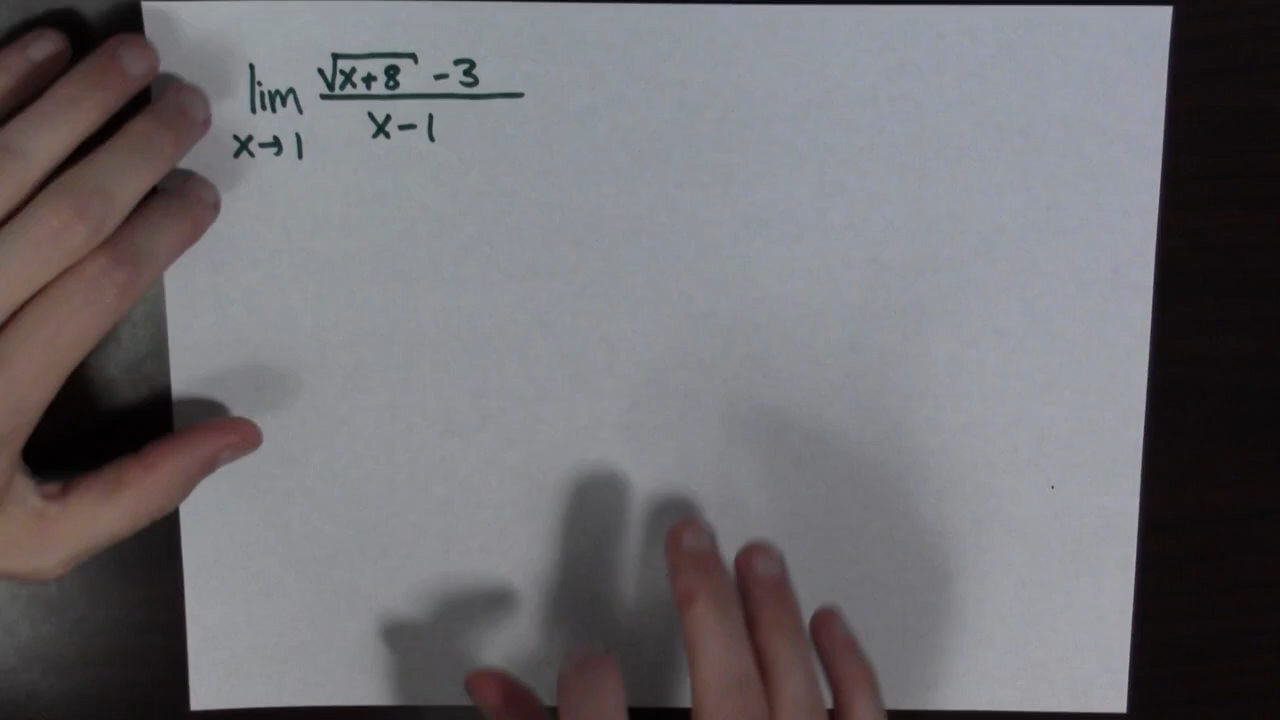 lim √(x+8) - 3
x→1 x-1